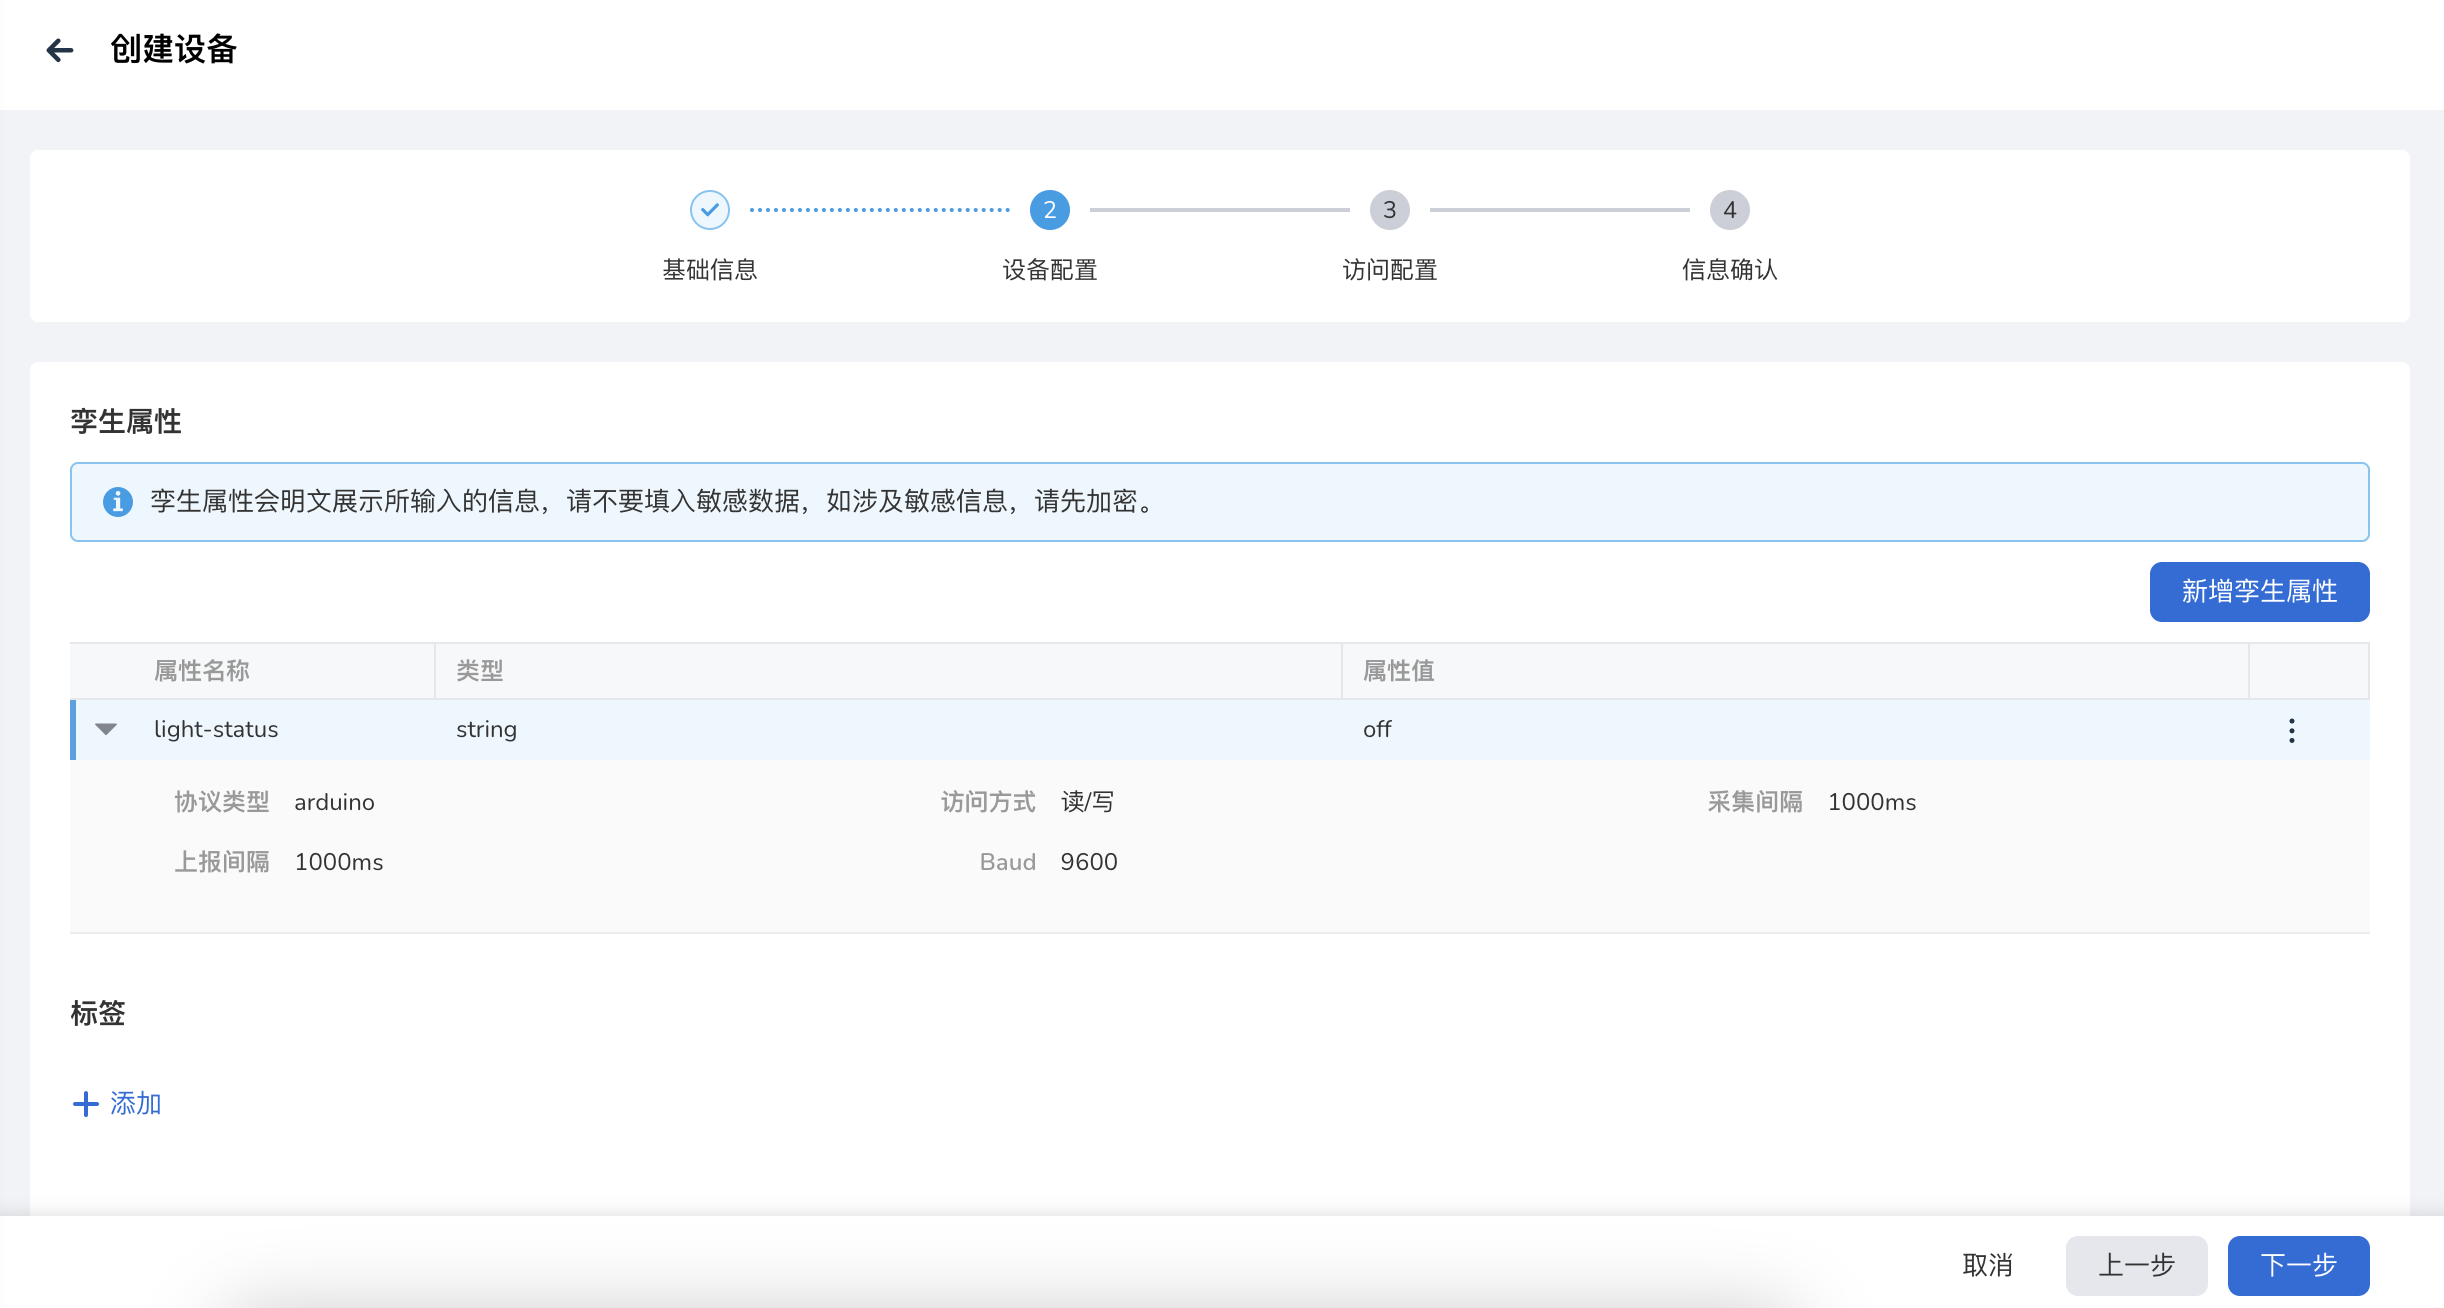 创建设备
2
3
4
基础信息
设备配置
访问配置
信息确认
孪生属性
孪生属性会明文展示所输入的信息，请不要填入敏感数据，如涉及敏感信息，请先加密。
新增孪生属性
属性名称 类型 属性值
light-status string off
协议类型 arduino 访问方式 读/写 采集间隔 1000ms
上报间隔 1000ms Baud 9600
标签
添加
取消 上一步 下一步